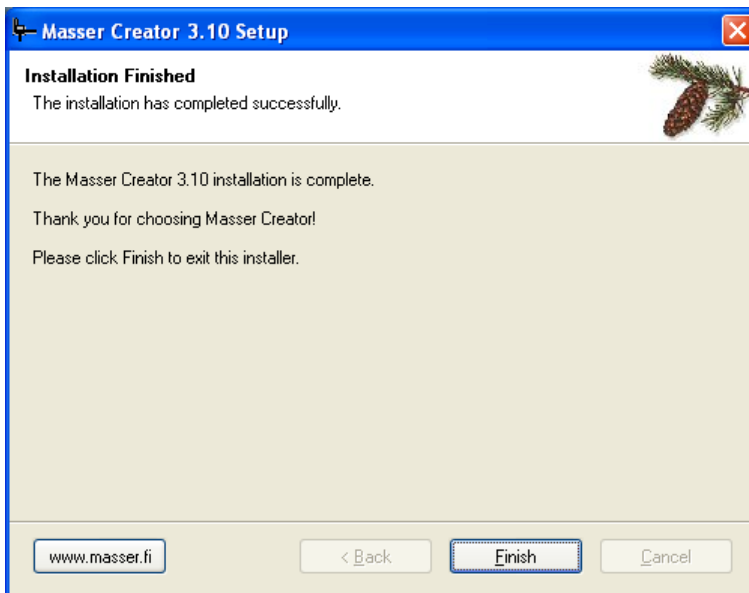 Masser Creator 3.10 Setup
Installation Finished
The installation has completed successfully.
The Masser Creator 3.10 installation is complete.
Thank you for choosing Masser Creator!
Please click Finish to exit this installer.
www.masser.fi
< Back
Finish
Cancel